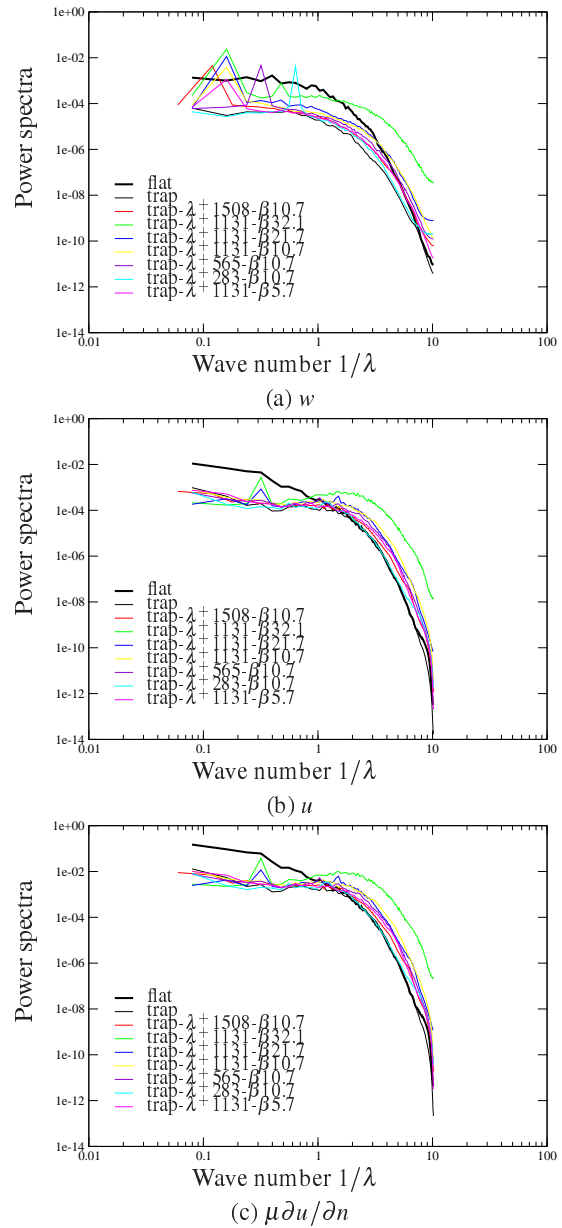 1e+00
1e-02
1e-04
1e-06
1e-08
1e-10
1e-12
1e-14
Power spectra
flat
trap
trap-λ⁺1508-β10.7
trap-λ⁺1131-β32.1
trap-λ⁺1131-β21.7
trap-λ⁺1131-β10.7
trap-λ⁺565-β10.7
trap-λ⁺283-β10.7
trap-λ⁺1131-β5.7
0.01 0.1 1 10 100
Wave number 1/λ
(a) w
1e+00
1e-02
1e-04
1e-06
1e-08
1e-10
1e-12
1e-14
Power spectra
flat
trap
trap-λ⁺1508-β10.7
trap-λ⁺1131-β32.1
trap-λ⁺1131-β21.7
trap-λ⁺1131-β10.7
trap-λ⁺565-β10.7
trap-λ⁺283-β10.7
trap-λ⁺1131-β5.7
0.01 0.1 1 10 100
Wave number 1/λ
(b) u
1e+00
1e-02
1e-04
1e-06
1e-08
1e-10
1e-12
1e-14
Power spectra
flat
trap
trap-λ⁺1508-β10.7
trap-λ⁺1131-β32.1
trap-λ⁺1131-β21.7
trap-λ⁺1131-β10.7
trap-λ⁺565-β10.7
trap-λ⁺283-β10.7
trap-λ⁺1131-β5.7
0.01 0.1 1 10 100
Wave number 1/λ
(c) μ∂u/∂n